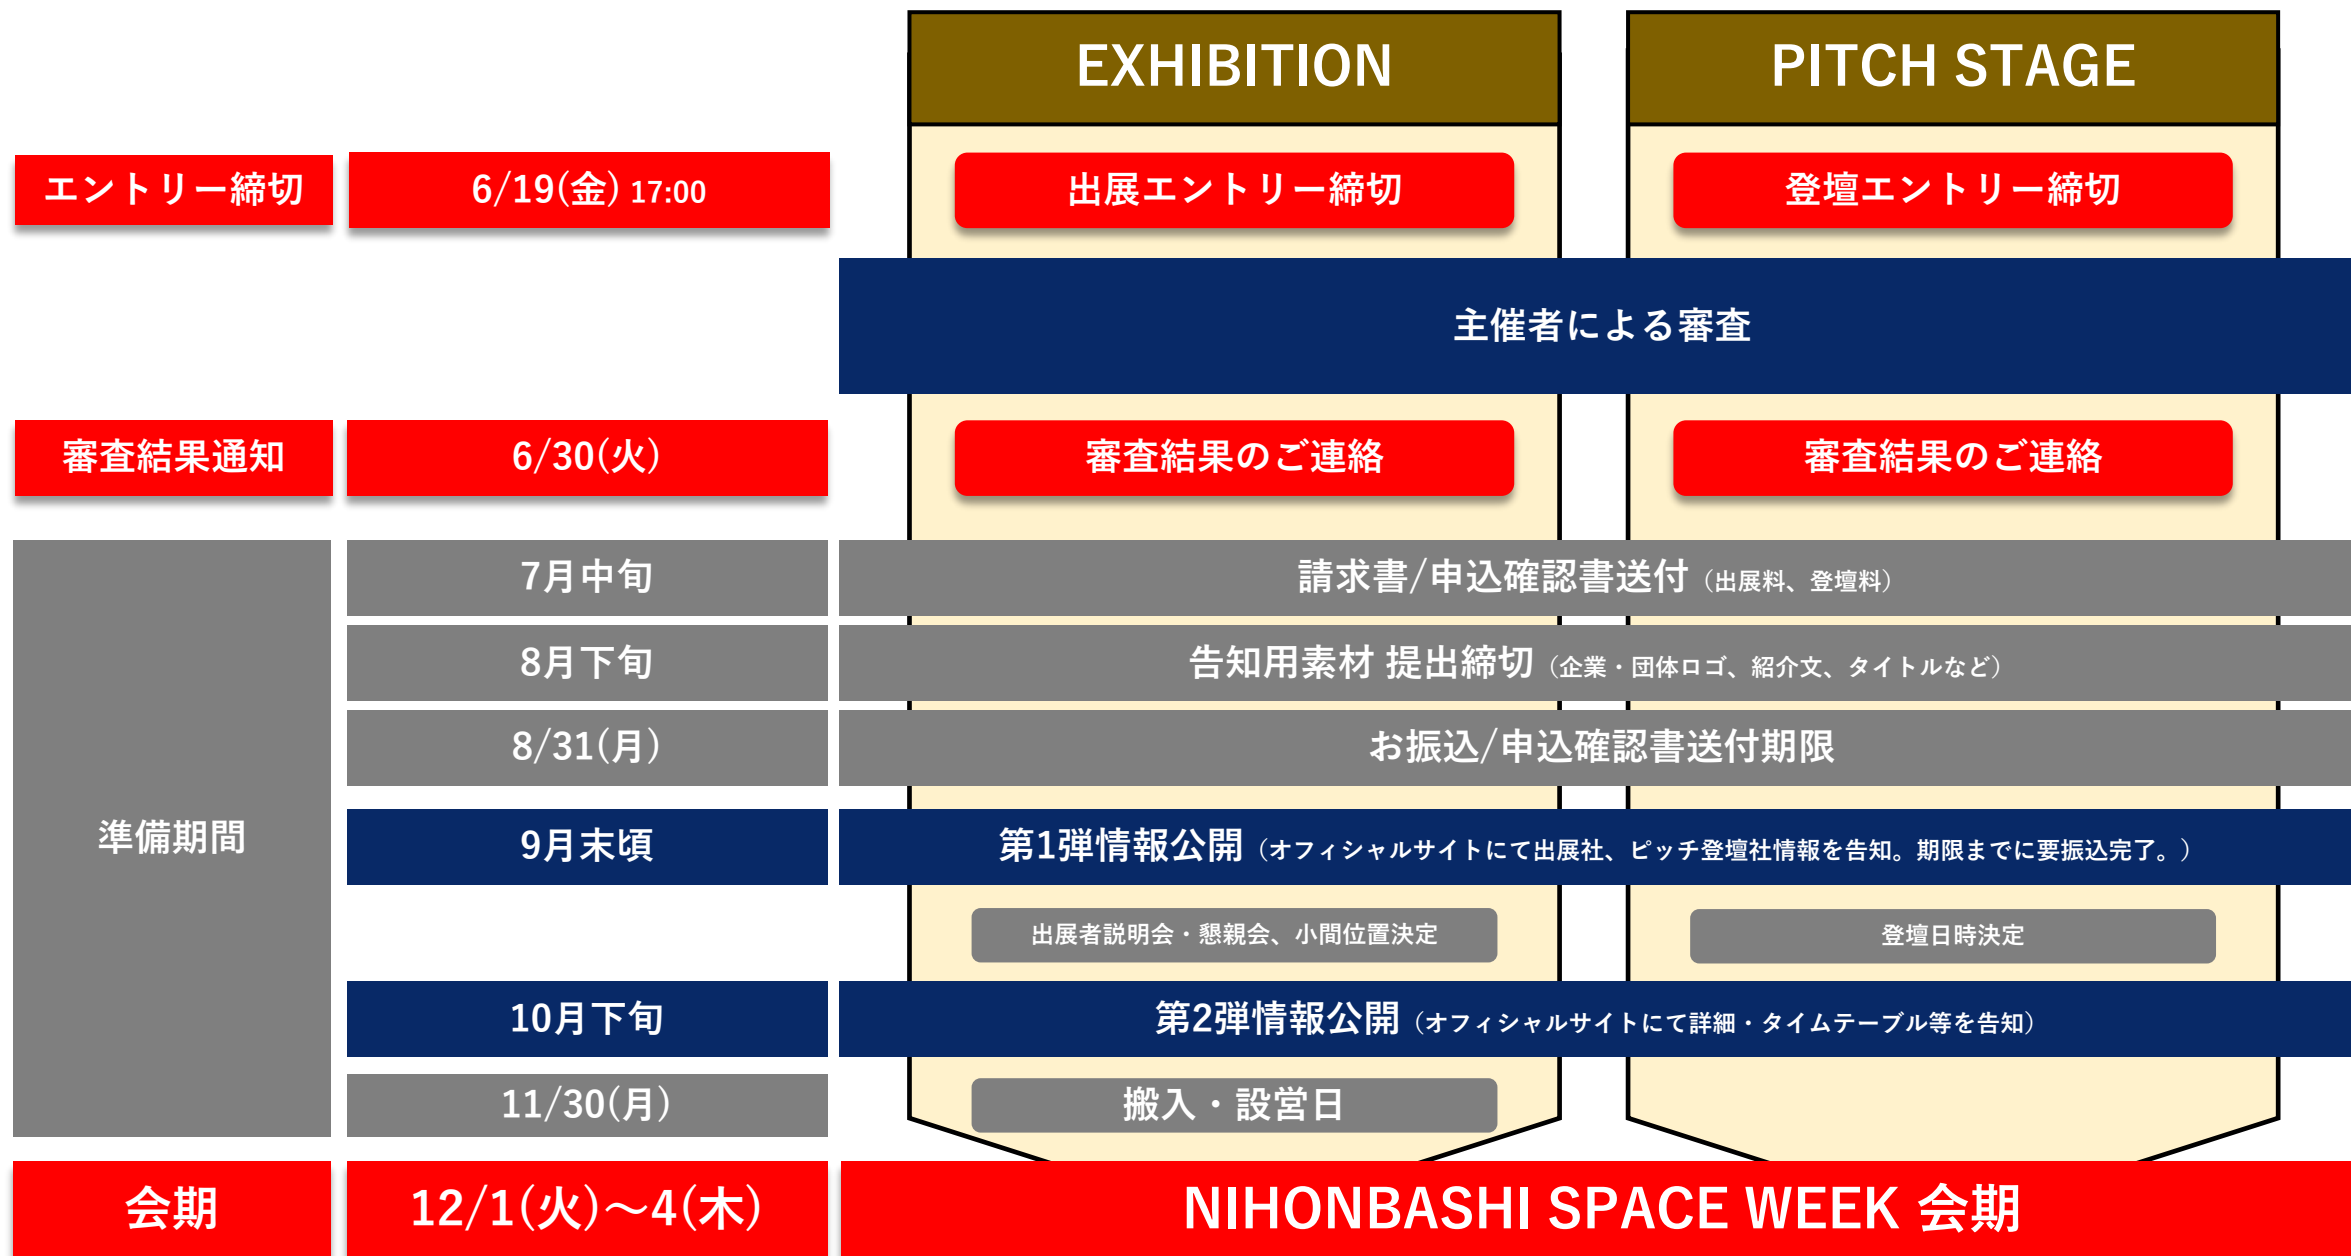 EXHIBITION
PITCH STAGE
エントリー締切
6/19(金) 17:00
出展エントリー締切
登壇エントリー締切
主催者による審査
審査結果通知
6/30(火)
審査結果のご連絡
審査結果のご連絡
準備期間
7月中旬
請求書/申込確認書送付（出展料、登壇料）
8月下旬
告知用素材 提出締切（企業・団体ロゴ、紹介文、タイトルなど）
8/31(月)
お振込/申込確認書送付期限
9月末頃
第1弾情報公開（オフィシャルサイトにて出展社、ピッチ登壇社情報を告知。期限までに要振込完了。）
出展者説明会・懇親会、小間位置決定
登壇日時決定
10月下旬
第2弾情報公開（オフィシャルサイトにて詳細・タイムテーブル等を告知）
11/30(月)
搬入・設営日
会期
12/1(火)～4(木)
NIHONBASHI SPACE WEEK 会期